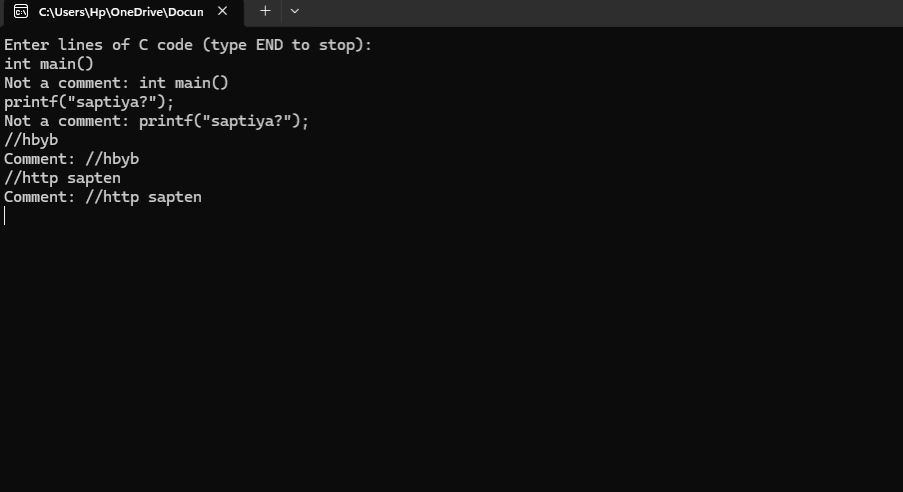 C:\Users\Hp\OneDrive\Docun
Enter lines of C code (type END to stop):
int main()
Not a comment: int main()
printf("saptiya?");
Not a comment: printf("saptiya?");
//hbyb
Comment: //hbyb
//http sapten
Comment: //http sapten